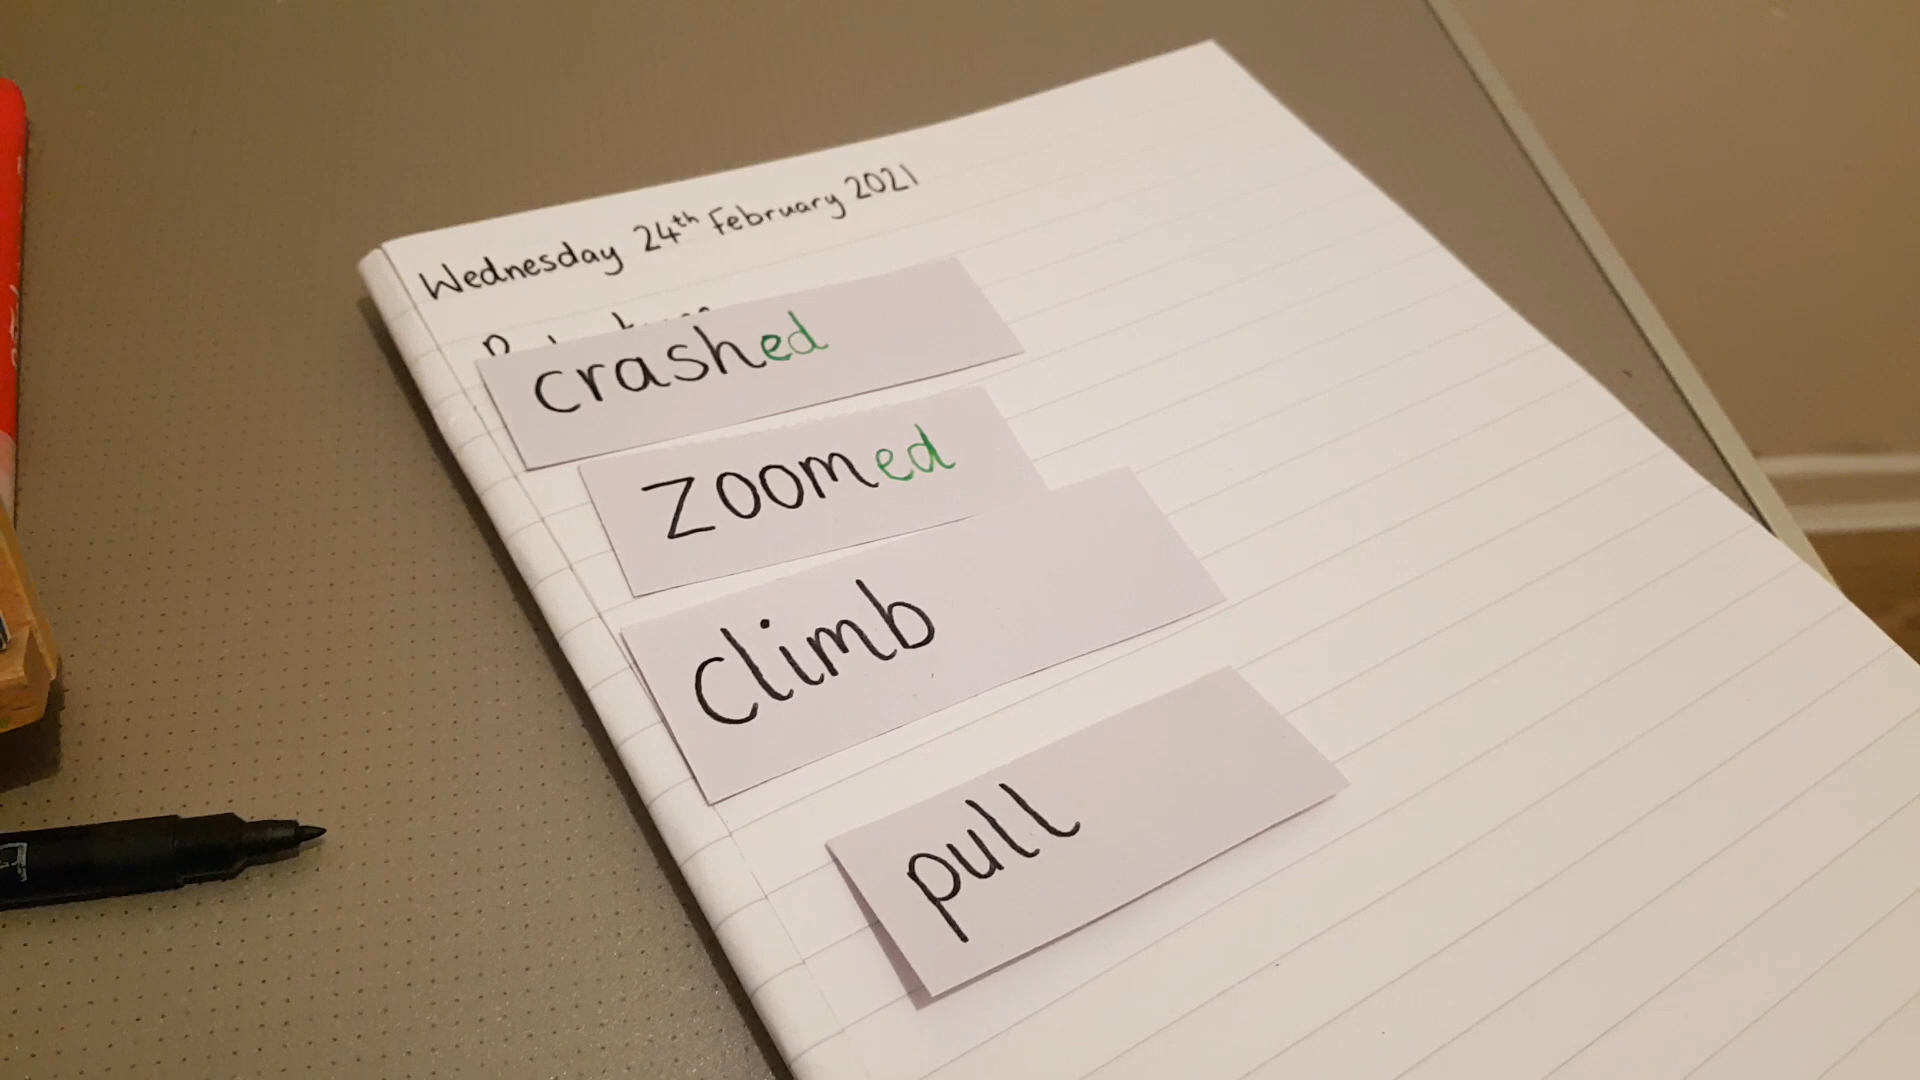 Wednesday 24th February 2021
crashed
zoomed
climb
pull